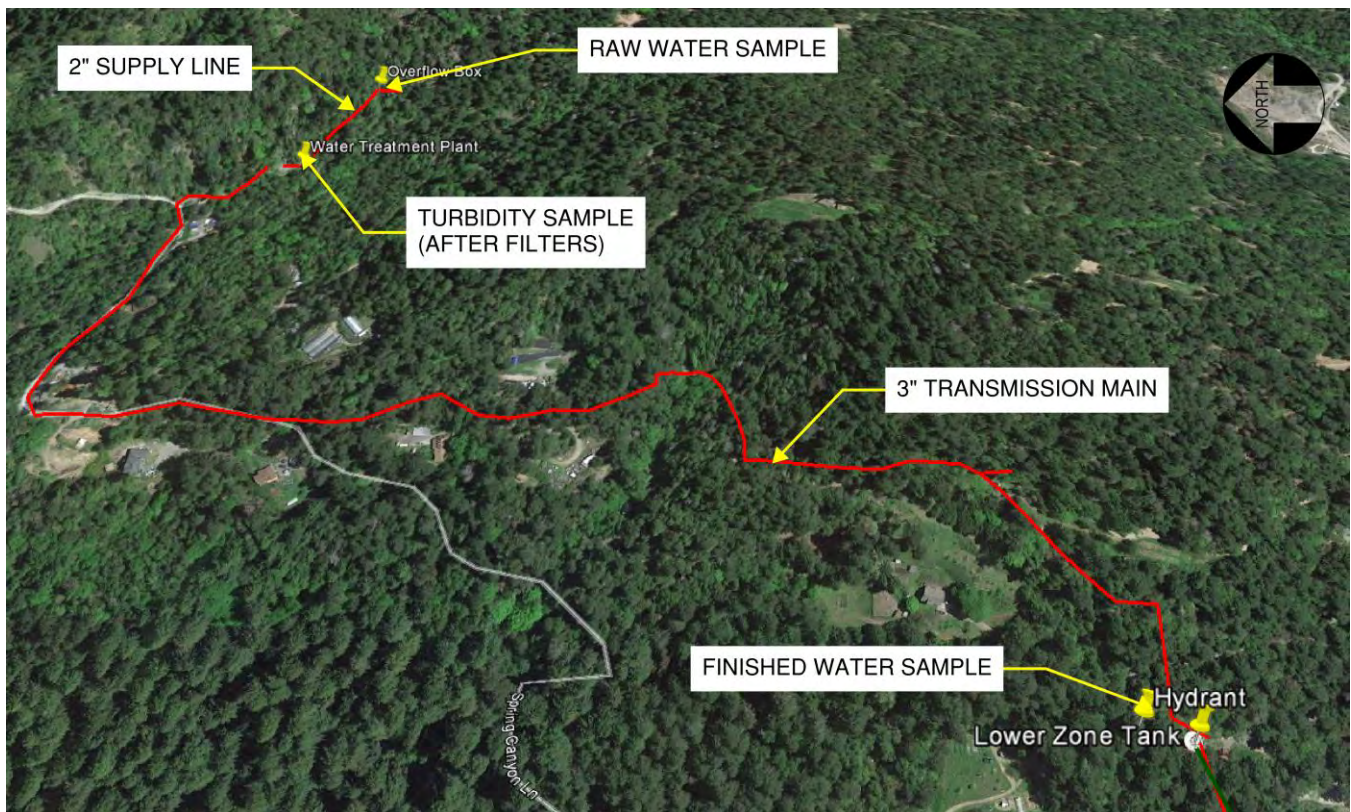 RAW WATER SAMPLE
2" SUPPLY LINE
Overflow Box
NORTH
Water Treatment Plant
TURBIDITY SAMPLE
(AFTER FILTERS)
3" TRANSMISSION MAIN
FINISHED WATER SAMPLE
Hydrant
Lower Zone Tank
Spring Canyon Ln